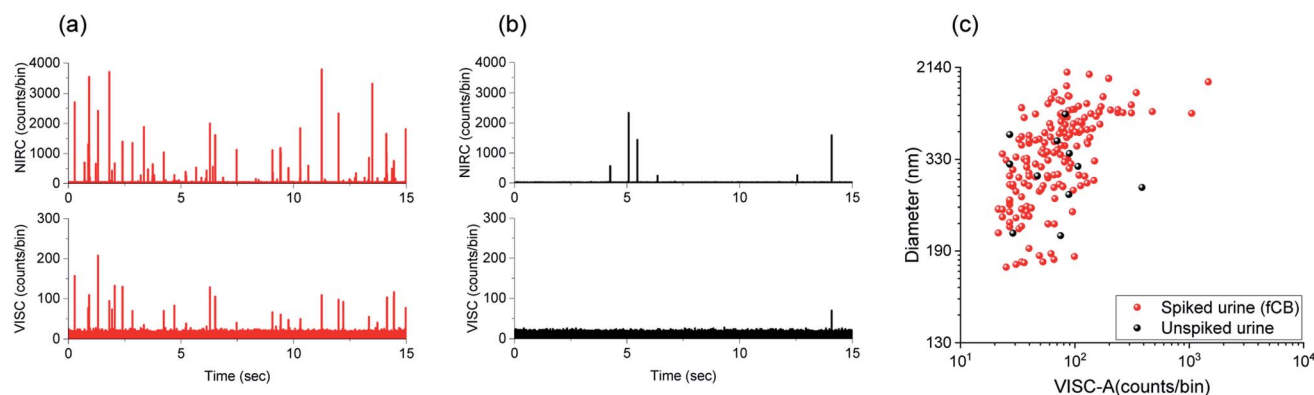 (a)
NIRC (counts/bin)
4000
3000
2000
1000
0
VISC (counts/bin)
300
200
100
0
0 5 10 15
Time (sec)
(b)
NIRC (counts/bin)
4000
3000
2000
1000
0
VISC (counts/bin)
300
200
100
0
0 5 10 15
Time (sec)
(c)
Diameter (nm)
2140
330
190
130
Spiked urine (fCB)
Unspiked urine
10¹ 10² 10³ 10⁴
VISC-A(counts/bin)